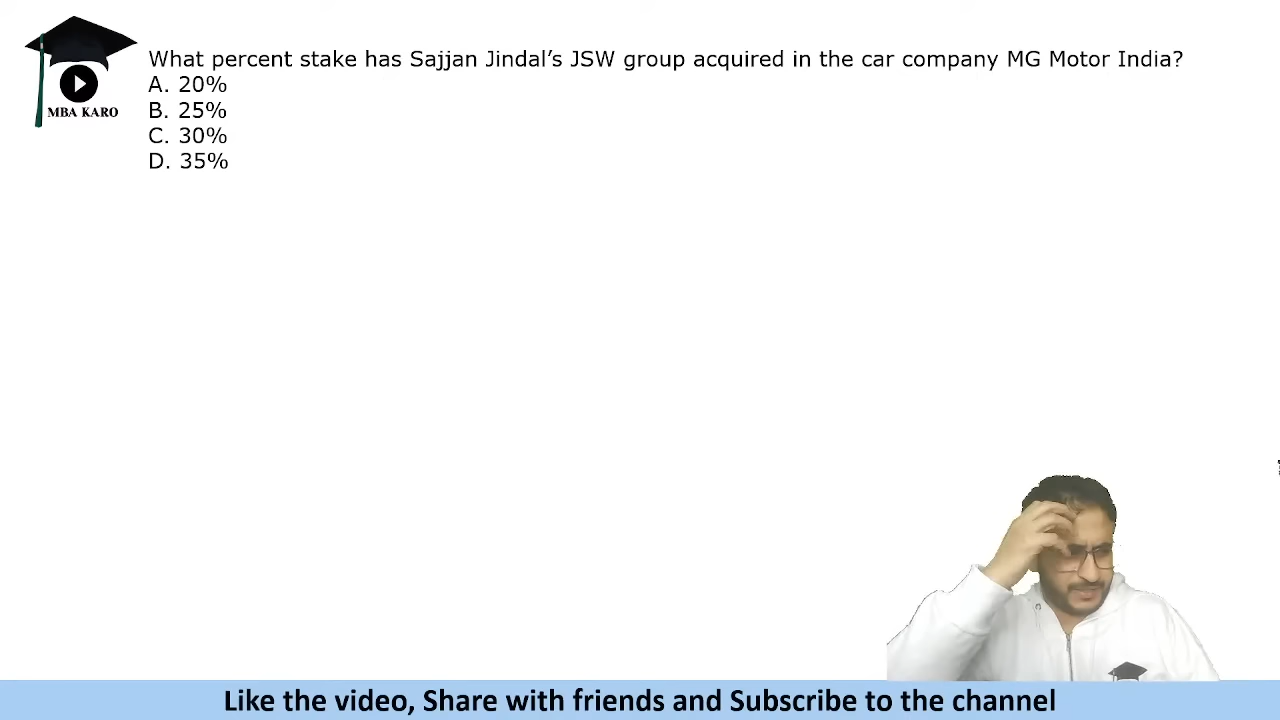 What percent stake has Sajjan Jindal’s JSW group acquired in the car company MG Motor India?
A. 20%
B. 25%
C. 30%
D. 35%
MBA KARO
Like the video, Share with friends and Subscribe to the channel